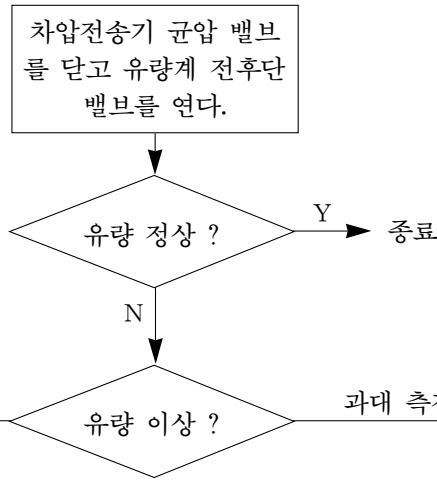 차압전송기 균압 밸브
를 닫고 유량계 전후단
밸브를 연다.
유량 정상 ?
Y
종료
N
유량 이상 ?
과대